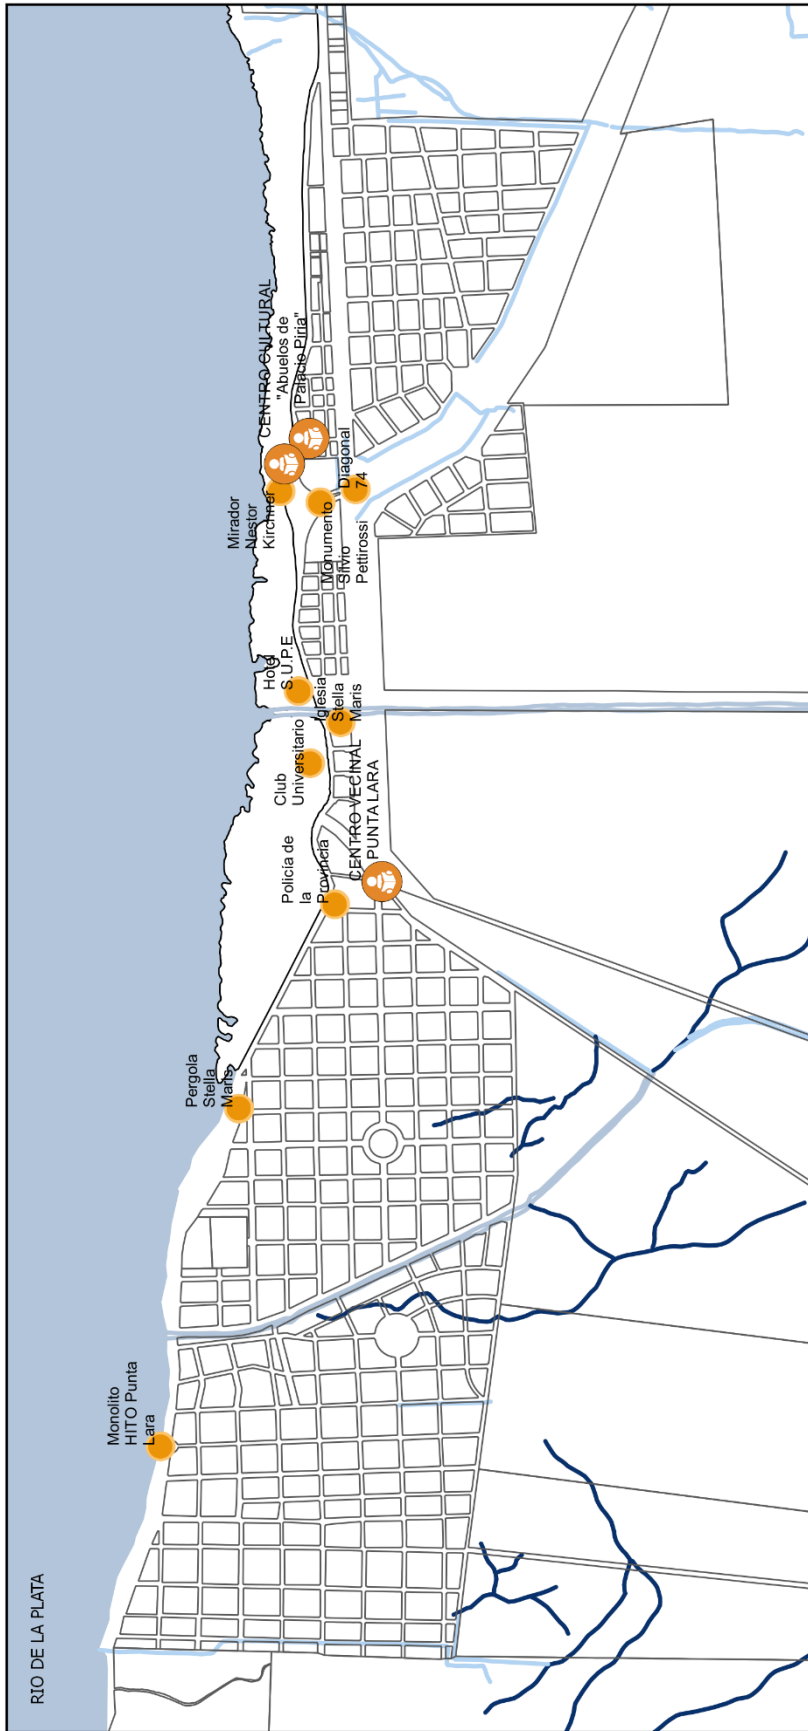 RIO DE LA PLATA
Monolito
HITO Punta
Lara
Pergola
Stella
Maris
Policía de
la
Provincia
CENTRO VECINAL
PUNTA LARA
Club
Universitario
Iglesia
Stella
Maris
Hotel
S.U.P.E
Mirador
Nestor
Kirchner
Monumento
Silvio
Pettirossi
Diagonal
74
CENTRO CULTURAL
"Abuelos de
Palacio Piria"